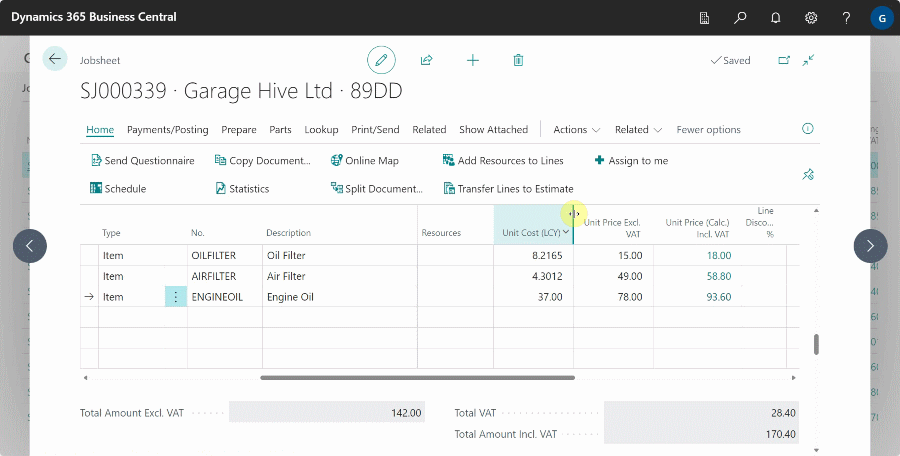 Dynamics 365 Business Central
G
Jobsheet
Saved
SJ000339 · Garage Hive Ltd · 89DD
Home Payments/Posting Prepare Parts Lookup Print/Send Related Show Attached Actions Related Fewer options
Send Questionnaire Copy Document... Online Map Add Resources to Lines Assign to me
Schedule Statistics Split Document... Transfer Lines to Estimate
Type No. Description Resources Unit Cost (LCY) Unit Price Excl. VAT Unit Price (Calc.) Incl. VAT Line Disco... %
Item OILFILTER Oil Filter 8.2165 15.00 18.00
Item AIRFILTER Air Filter 4.3012 49.00 58.80
Item ENGINEOIL Engine Oil 37.00 78.00 93.60
Total Amount Excl. VAT 142.00 Total VAT 28.40
Total Amount Incl. VAT 170.40